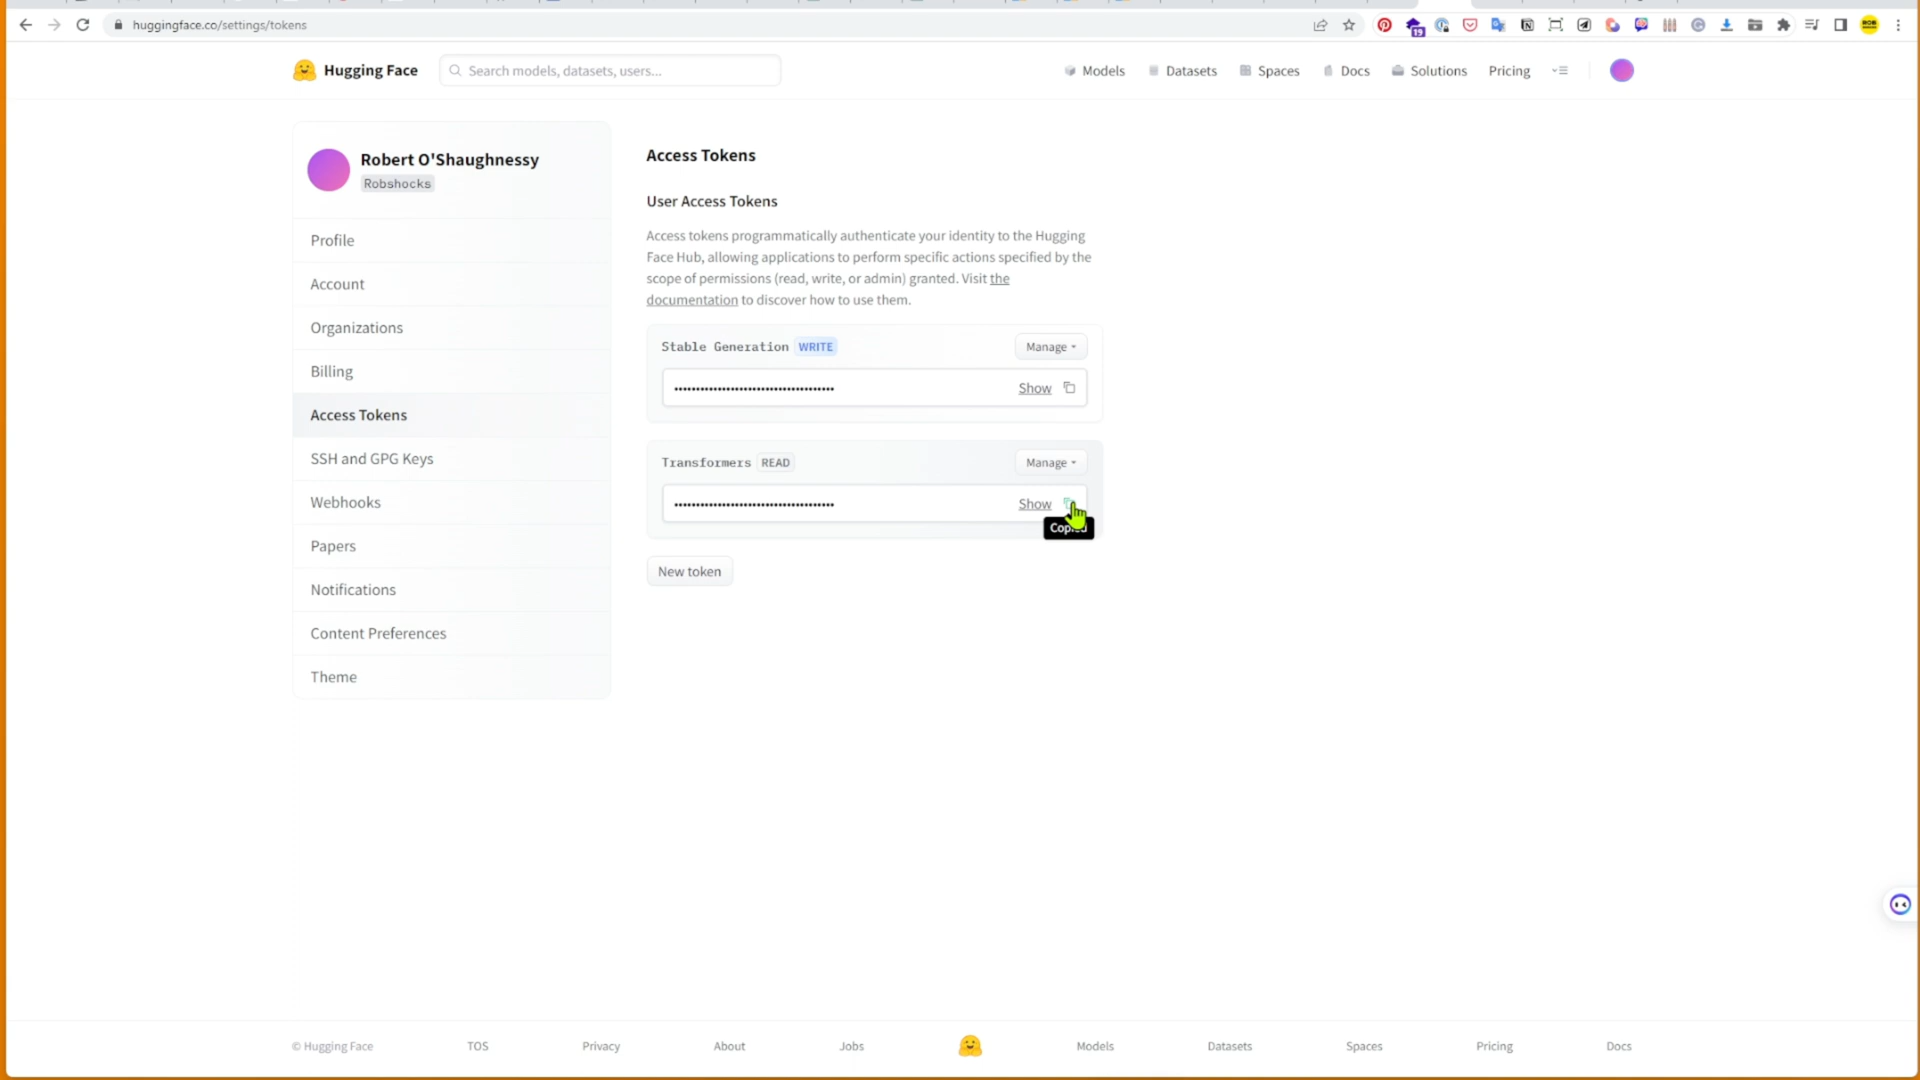 huggingface.co/settings/tokens
19
Hugging Face
Search models, datasets, users...
Models
Datasets
Spaces
Docs
Solutions
Pricing
Robert O'Shaughnessy
Robshocks
Profile
Account
Organizations
Billing
Access Tokens
SSH and GPG Keys
Webhooks
Papers
Notifications
Content Preferences
Theme
Access Tokens
User Access Tokens
Access tokens programmatically authenticate your identity to the Hugging
Face Hub, allowing applications to perform specific actions specified by the
scope of permissions (read, write, or admin) granted. Visit the
documentation to discover how to use them.
Stable Generation WRITE
Manage
•••••••••••••••••••••••••••••••••••••
Show
Transformers READ
Manage
•••••••••••••••••••••••••••••••••••••
Show
New token
© Hugging Face
TOS
Privacy
About
Jobs
Models
Datasets
Spaces
Pricing
Docs